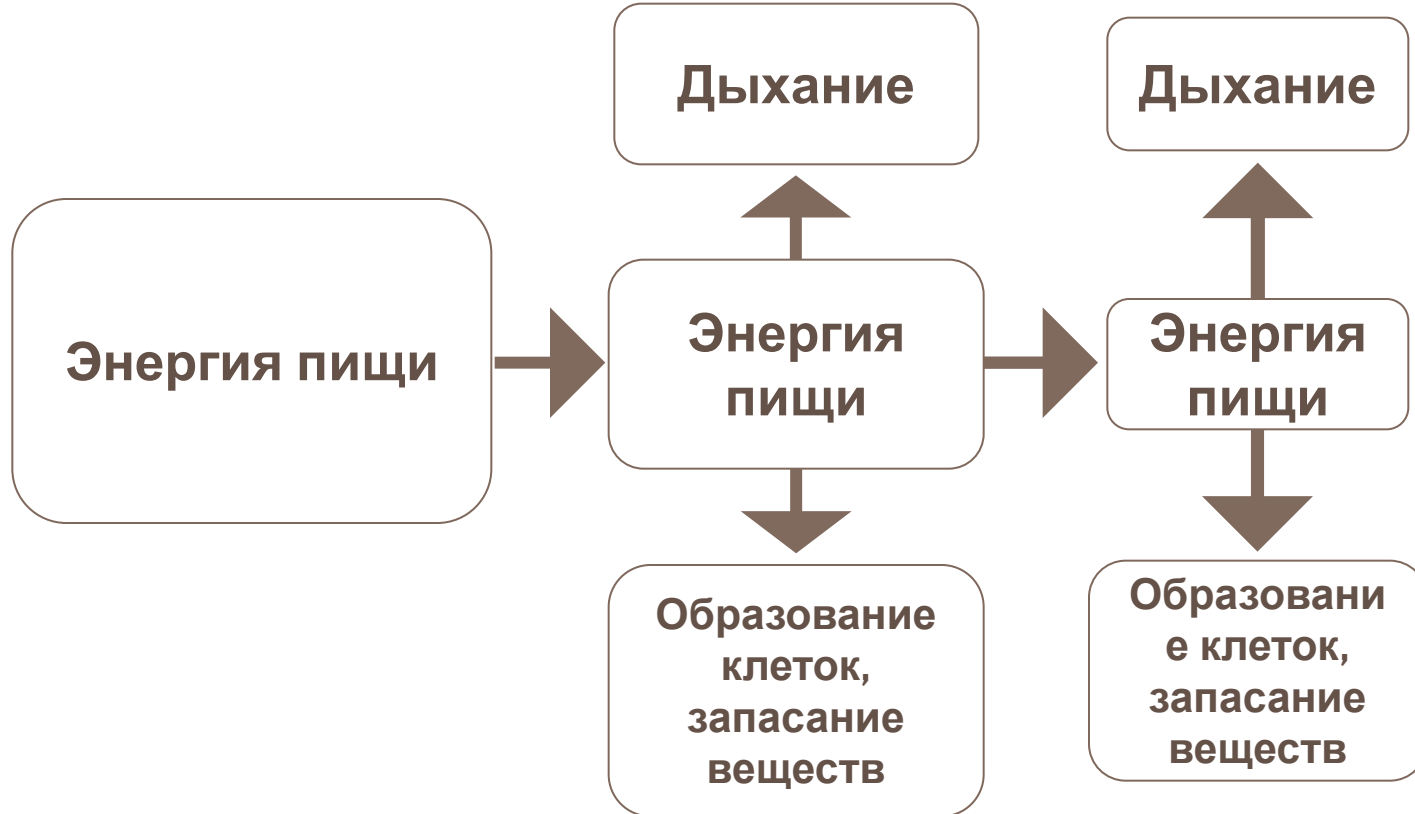 Дыхание
Дыхание
Энергия пищи
Энергия
пищи
Энергия
пищи
Образование
клеток,
запасание
веществ
Образовани
е клеток,
запасание
веществ